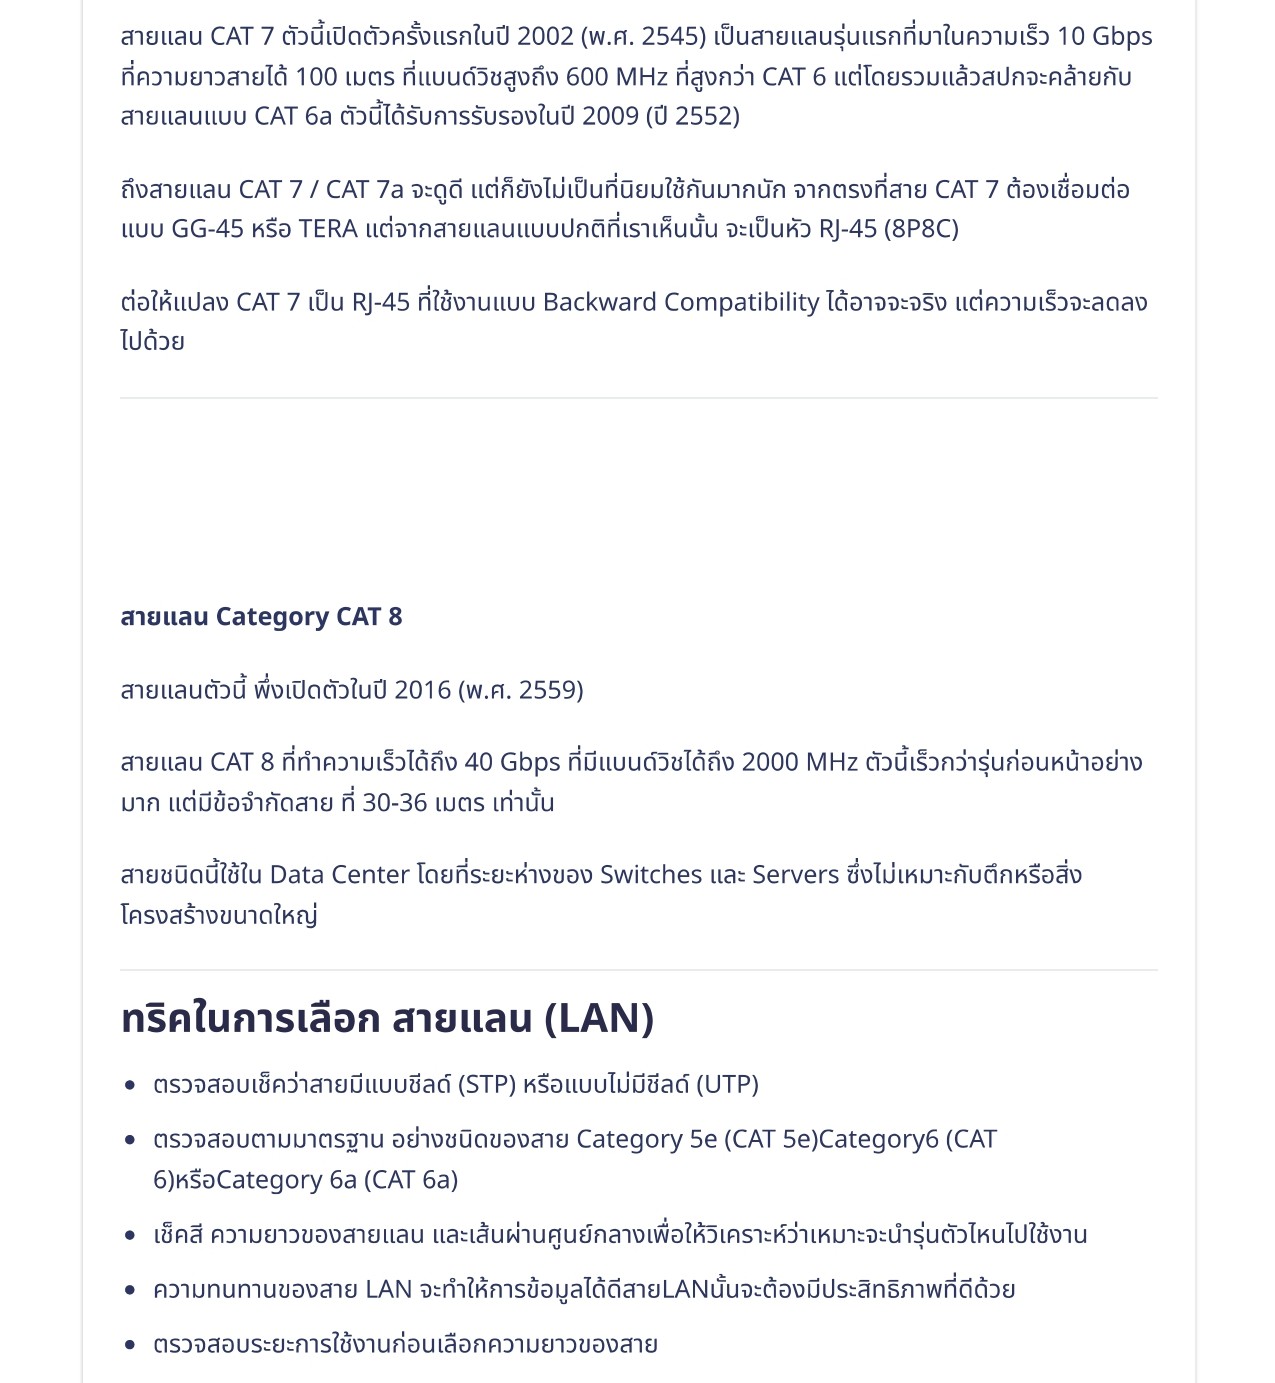 สายแลน CAT 7 ตัวนี้เปิดตัวครั้งแรกในปี 2002 (พ.ศ. 2545) เป็นสายแลนรุ่นแรกที่มาในความเร็ว 10 Gbps
ที่ความยาวสายได้ 100 เมตร ที่แบนด์วิชสูงถึง 600 MHz ที่สูงกว่า CAT 6 แต่โดยรวมแล้วสปกจะคล้ายกับ
สายแลนแบบ CAT 6a ตัวนี้ได้รับการรับรองในปี 2009 (ปี 2552)
ถึงสายแลน CAT 7 / CAT 7a จะดูดี แต่ก็ยังไม่เป็นที่นิยมใช้กันมากนัก จากตรงที่สาย CAT 7 ต้องเชื่อมต่อ
แบบ GG-45 หรือ TERA แต่จากสายแลนแบบปกติที่เราเห็นนั้น จะเป็นหัว RJ-45 (8P8C)
ต่อให้แปลง CAT 7 เป็น RJ-45 ที่ใช้งานแบบ Backward Compatibility ได้อาจจะจริง แต่ความเร็วจะลดลง
ไปด้วย
สายแลน Category CAT 8
สายแลนตัวนี้ พึ่งเปิดตัวในปี 2016 (พ.ศ. 2559)
สายแลน CAT 8 ที่ทำความเร็วได้ถึง 40 Gbps ที่มีแบนด์วิชได้ถึง 2000 MHz ตัวนี้เร็วกว่ารุ่นก่อนหน้าอย่าง
มาก แต่มีข้อจำกัดสาย ที่ 30-36 เมตร เท่านั้น
สายชนิดนี้ใช้ใน Data Center โดยที่ระยะห่างของ Switches และ Servers ซึ่งไม่เหมาะกับตึกหรือสิ่ง
โครงสร้างขนาดใหญ่
ทริคในการเลือก สายแลน (LAN)
• ตรวจสอบเช็คว่าสายมีแบบชีลด์ (STP) หรือแบบไม่มีชีลด์ (UTP)
• ตรวจสอบตามมาตรฐาน อย่างชนิดของสาย Category 5e (CAT 5e)Category6 (CAT
6)หรือCategory 6a (CAT 6a)
• เช็คสี ความยาวของสายแลน และเส้นผ่านศูนย์กลางเพื่อให้วิเคราะห์ว่าเหมาะจะนำรุ่นตัวไหนไปใช้งาน
• ความทนทานของสาย LAN จะทำให้การข้อมูลได้ดีสายLANนั้นจะต้องมีประสิทธิภาพที่ดีด้วย
• ตรวจสอบระยะการใช้งานก่อนเลือกความยาวของสาย